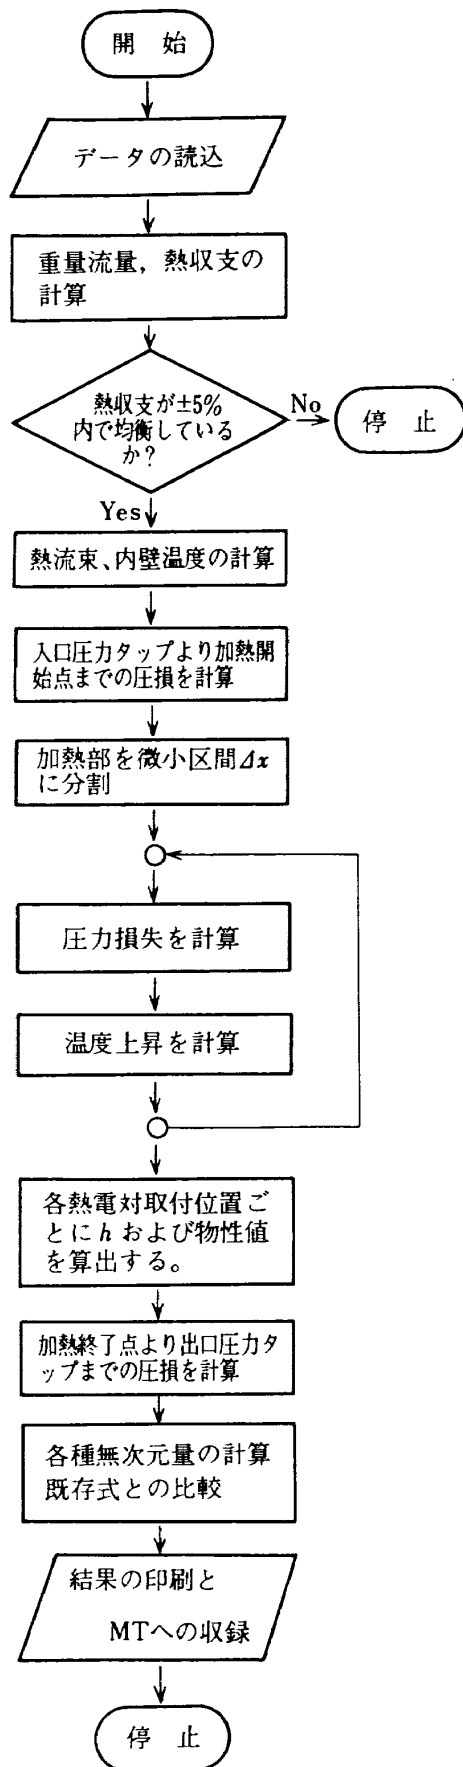 開 始
データの読込
重量流量,熱収支の
計算
熱収支が±5%
内で均衡している
か?
No
停 止
Yes
熱流束、内壁温度の計算
入口圧力タップより加熱開
始点までの圧損を計算
加熱部を微小区間Δx
に分割
圧力損失を計算
温度上昇を計算
各熱電対取付位置ご
とにhおよび物性値
を算出する。
加熱終了点より出口圧力タ
ップまでの圧損を計算
各種無次元量の計算
既存式との比較
結果の印刷と
MTへの収録
停 止